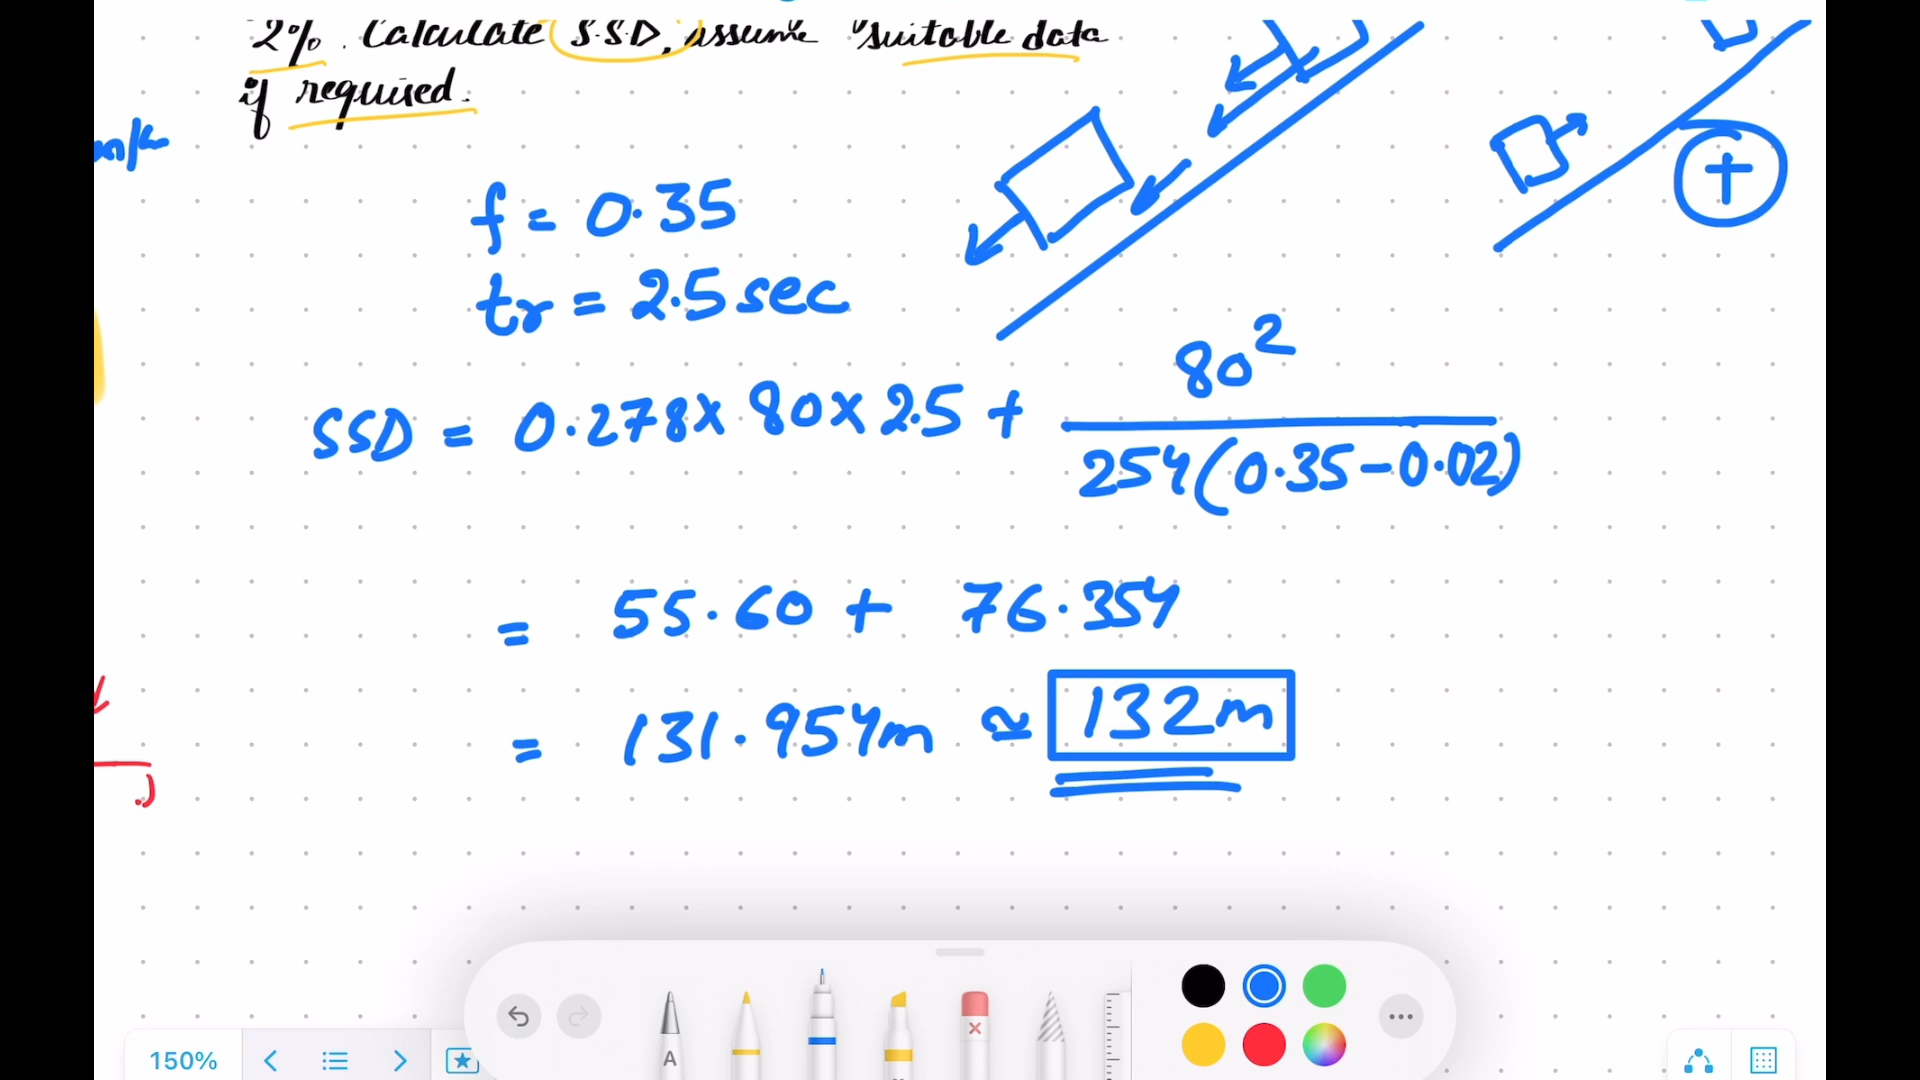 2%. Calculate S.S.D, assume suitable data
if required.
f = 0.35
tr = 2.5 sec
+
SSD = 0.278 × 80 × 2.5 + 80² / 254(0.35-0.02)
= 55.60 + 76.354
= 131.954m ≃ 132m
A
150%